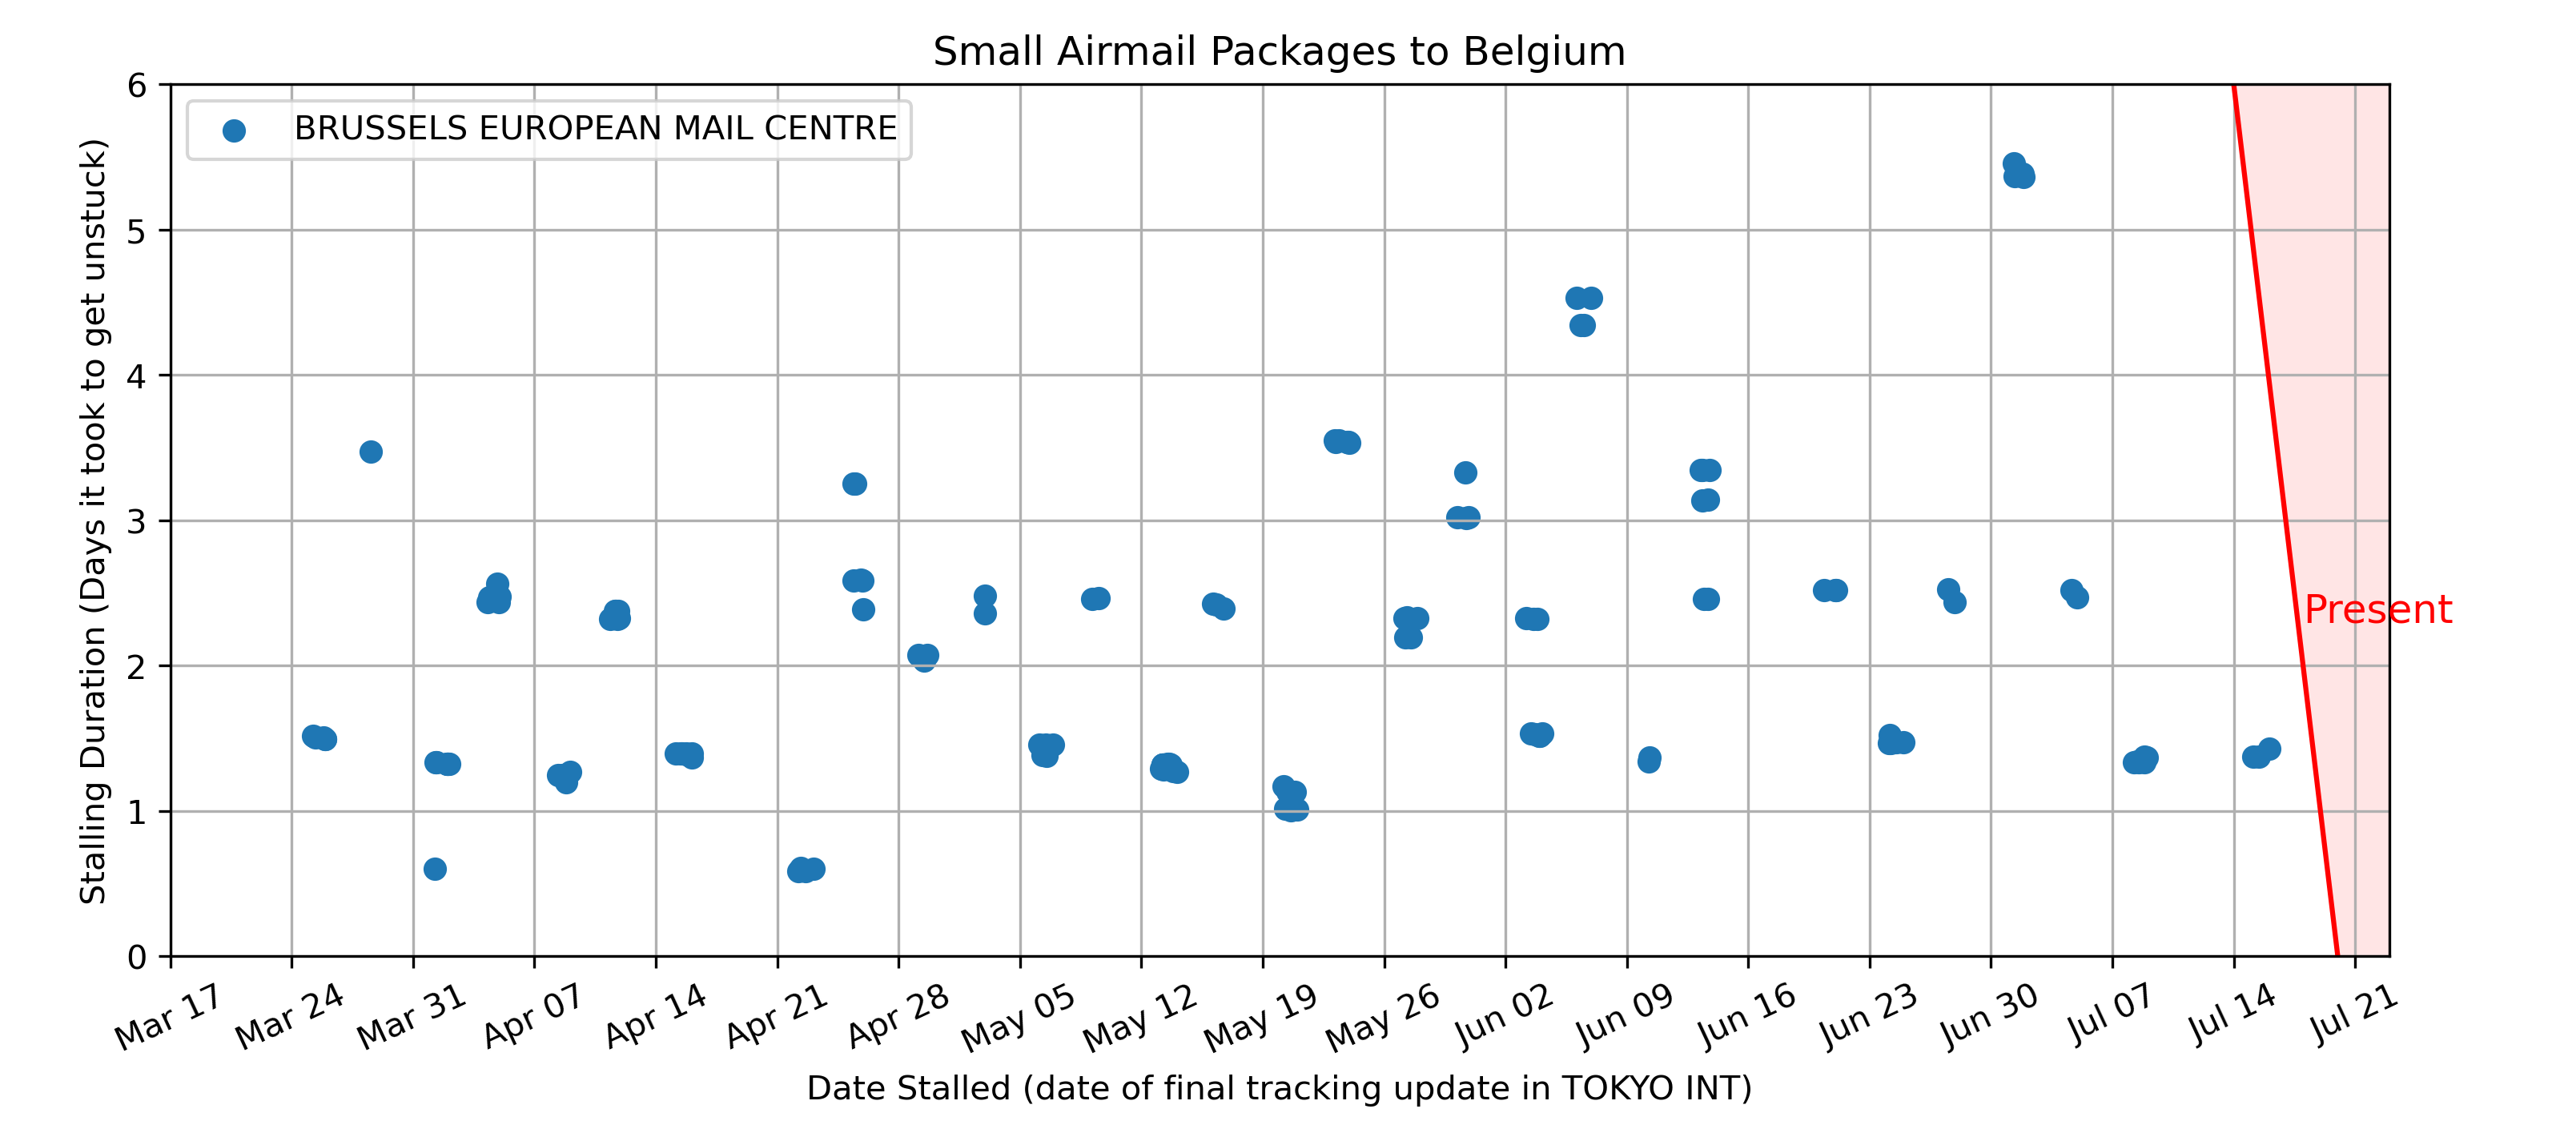 Small Airmail Packages to Belgium
BRUSSELS EUROPEAN MAIL CENTRE
Stalling Duration (Days it took to get unstuck)
6
5
4
3
2
1
0
Present
Mar 17
Mar 24
Mar 31
Apr 07
Apr 14
Apr 21
Apr 28
May 05
May 12
May 19
May 26
Jun 02
Jun 09
Jun 16
Jun 23
Jun 30
Jul 07
Jul 14
Jul 21
Date Stalled (date of final tracking update in TOKYO INT)